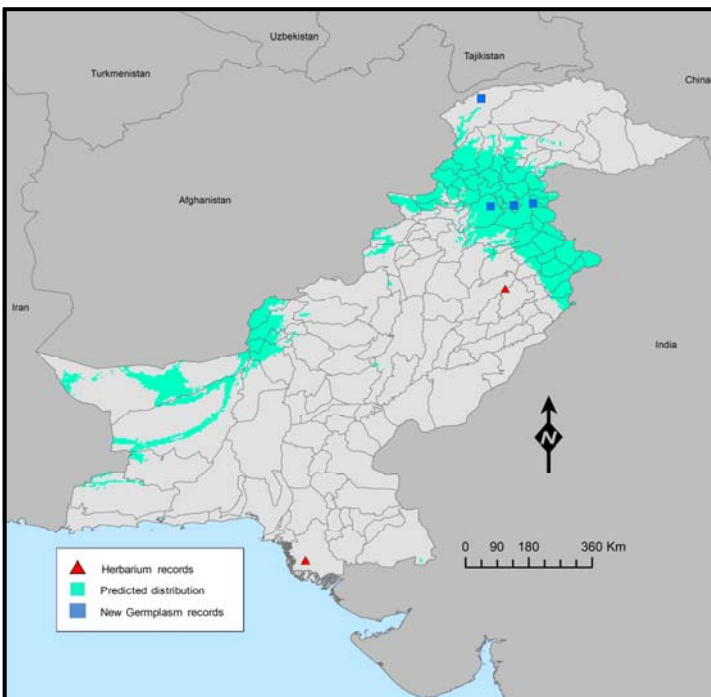 Uzbekistan
Tajikistan
Turkmenistan
China
Afghanistan
Iran
India
N
0 90 180 360 Km
Herbarium records
Predicted distribution
New Germplasm records